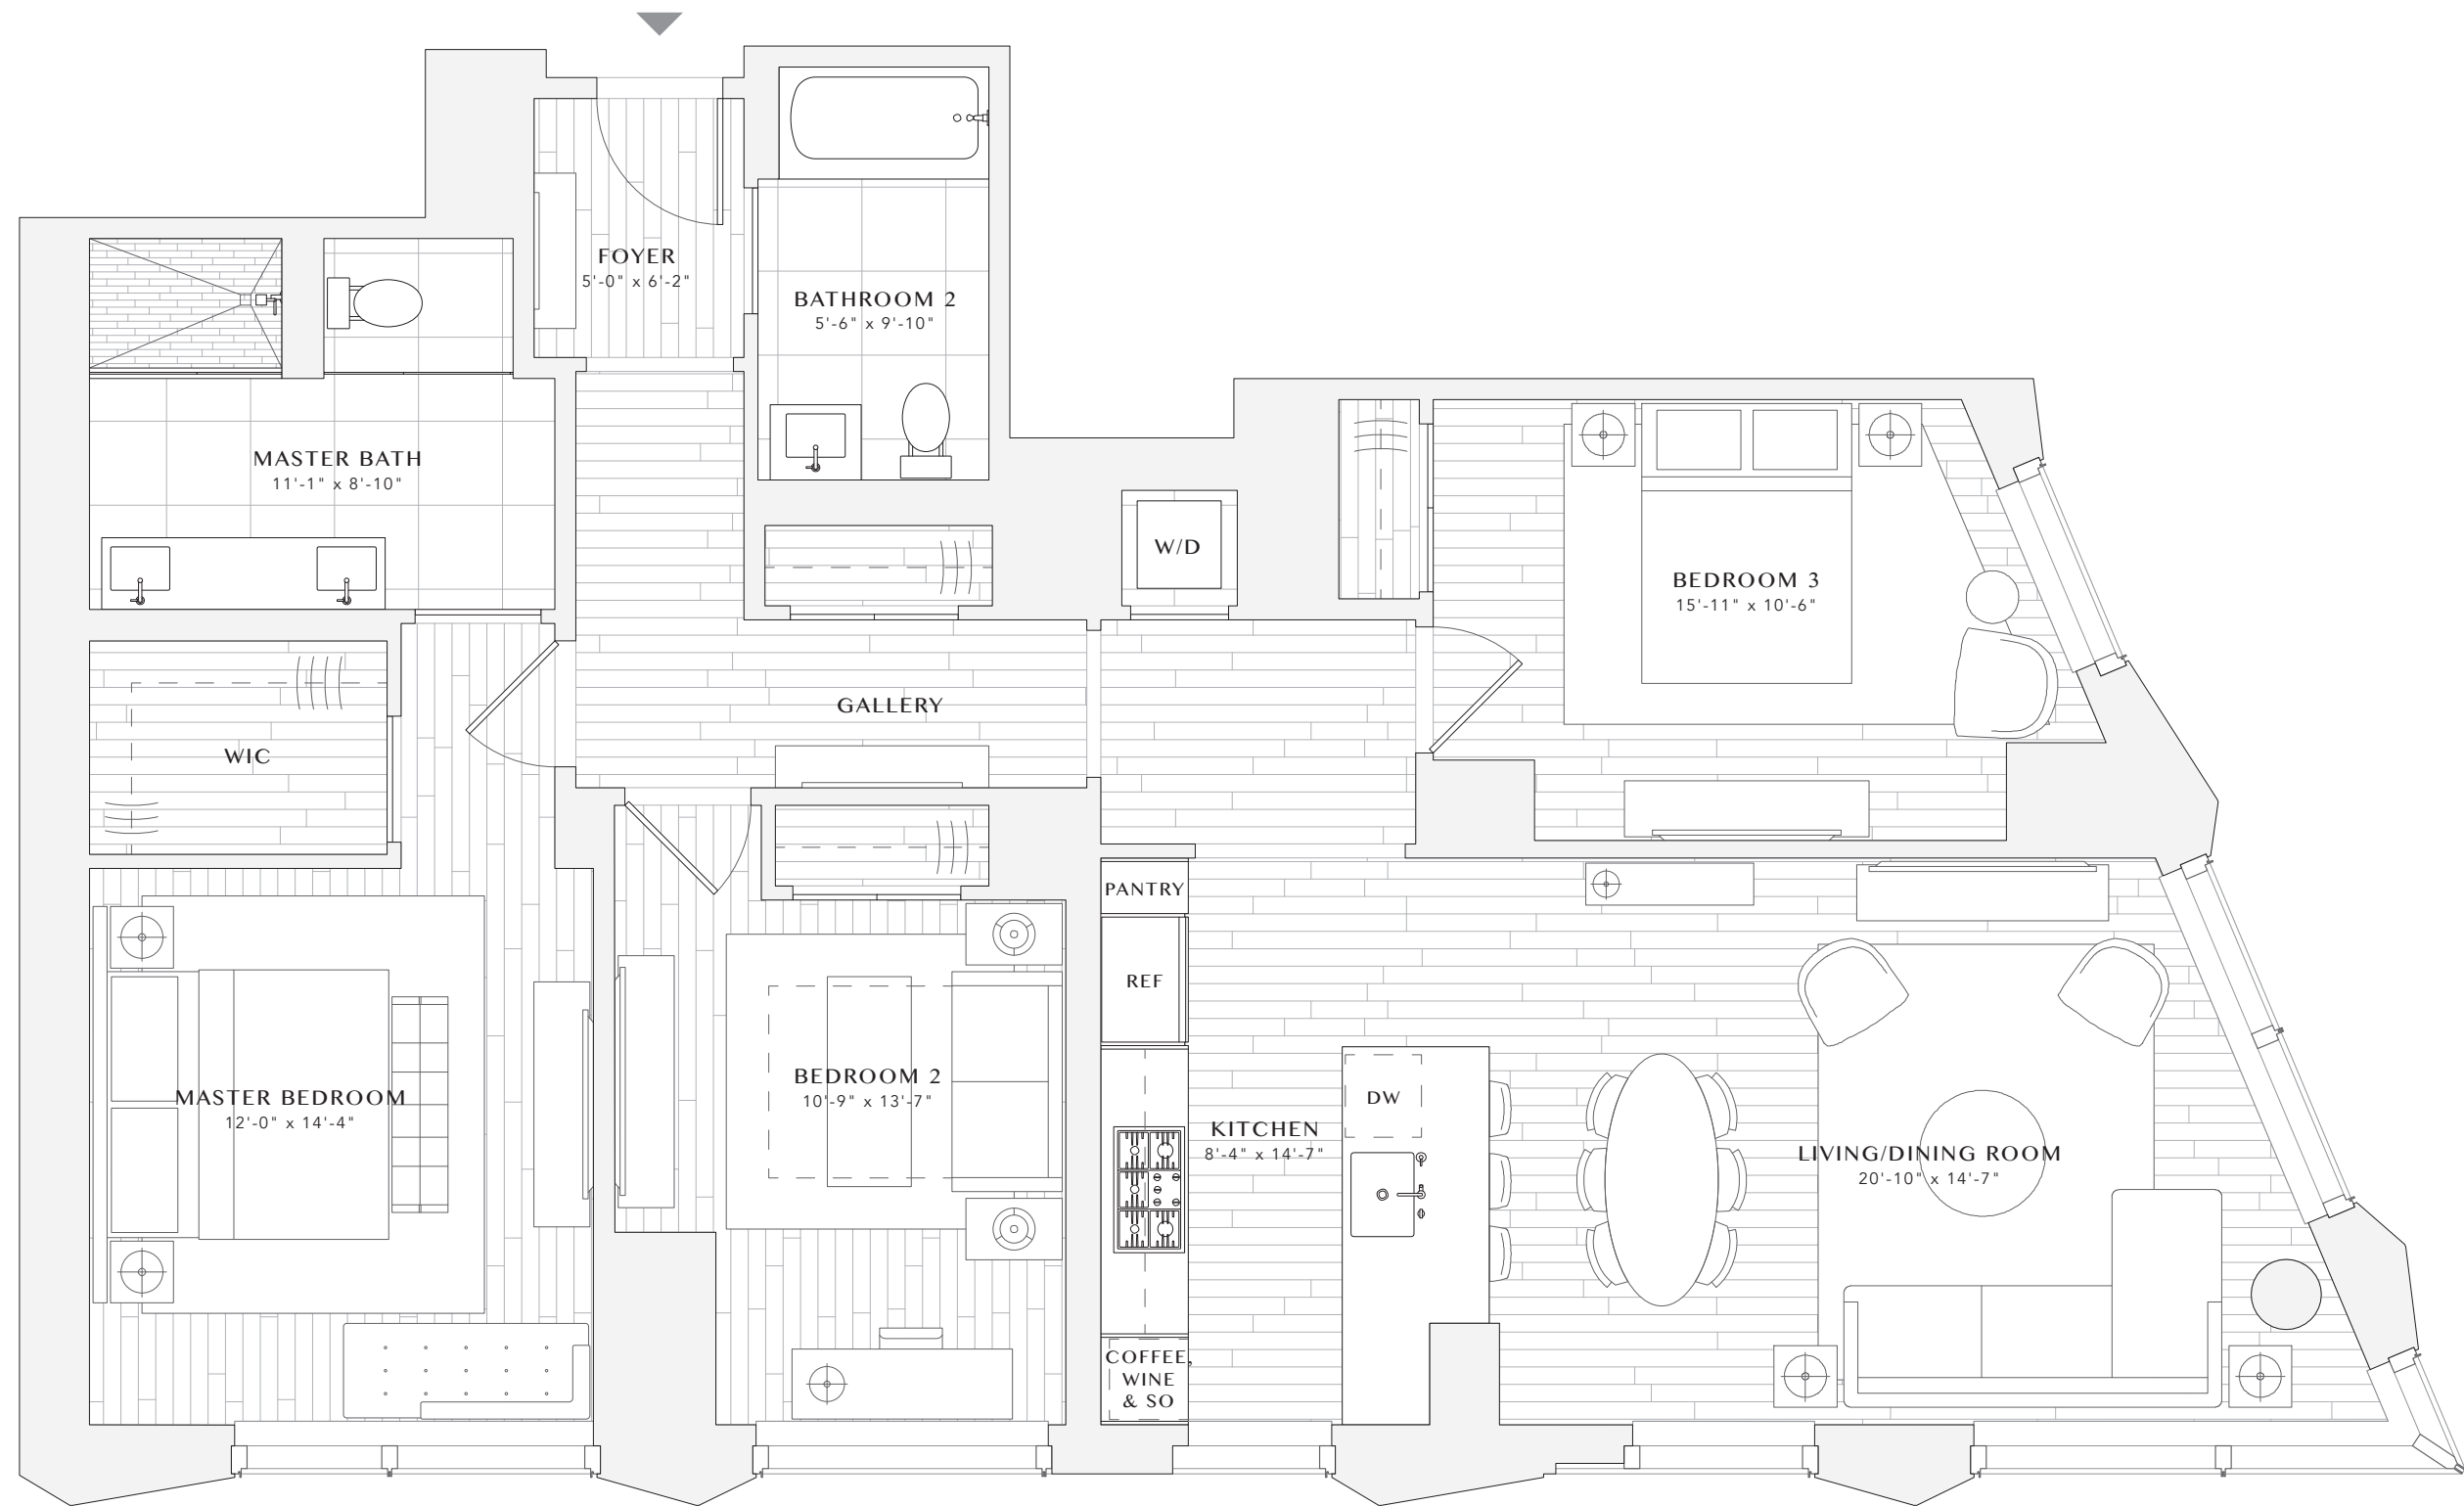 FOYER
5'-0" x 6'-2"
BATHROOM 2
5'-6" x 9'-10"
MASTER BATH
11'-1" x 8'-10"
W/D
BEDROOM 3
15'-11" x 10'-6"
GALLERY
WIC
PANTRY
REF
MASTER BEDROOM
12'-0" x 14'-4"
BEDROOM 2
10'-9" x 13'-7"
DW
KITCHEN
8'-4" x 14'-7"
LIVING/DINING ROOM
20'-10" x 14'-7"
COFFEE,
WINE
& SO